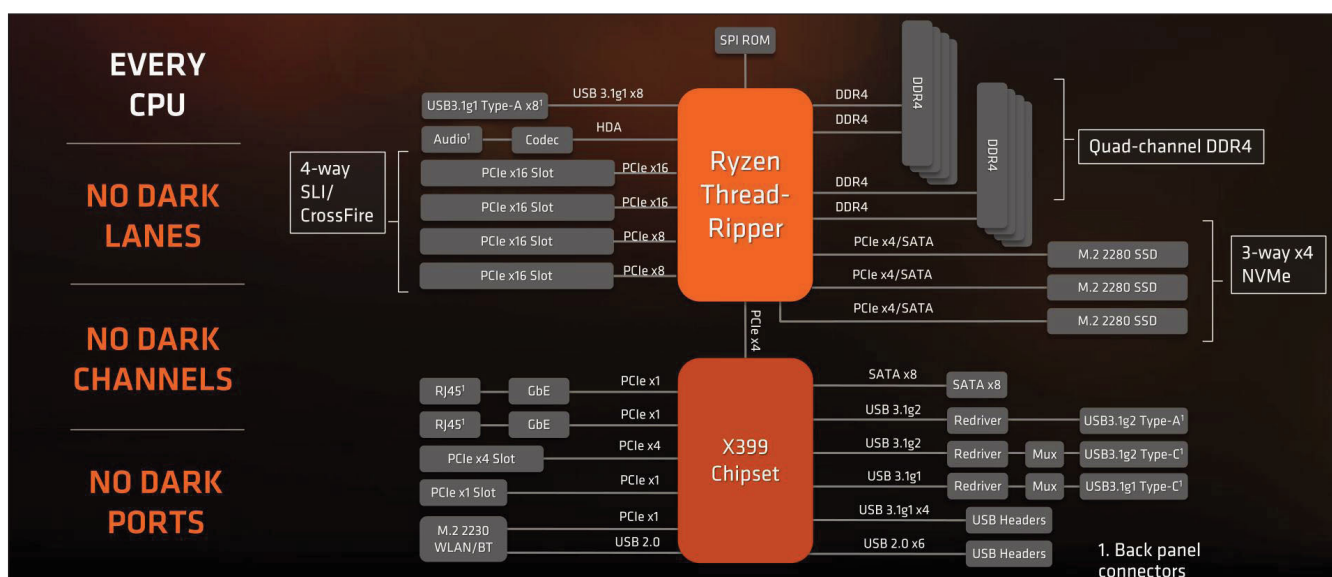 EVERY
CPU
NO DARK
LANES
NO DARK
CHANNELS
NO DARK
PORTS
SPI ROM
USB3.1g1 Type-A x8¹
USB 3.1g1 x8
Audio¹
Codec
HDA
4-way
SLI/
CrossFire
PCIe x16 Slot
PCIe x16
PCIe x16 Slot
PCIe x16
PCIe x16 Slot
PCIe x8
PCIe x16 Slot
PCIe x8
Ryzen
Thread-
Ripper
DDR4
DDR4
DDR4
DDR4
DDR4
DDR4
Quad-channel DDR4
PCIe x4/SATA
M.2 2280 SSD
PCIe x4/SATA
M.2 2280 SSD
PCIe x4/SATA
M.2 2280 SSD
3-way x4
NVMe
PCIe x4
RJ45¹
GbE
PCIe x1
RJ45¹
GbE
PCIe x1
PCIe x4 Slot
PCIe x4
PCIe x1 Slot
PCIe x1
M.2 2230
WLAN/BT
PCIe x1
USB 2.0
X399
Chipset
SATA x8
SATA x8
USB 3.1g2
Redriver
USB3.1g2 Type-A¹
USB 3.1g2
Redriver
Mux
USB3.1g2 Type-C¹
USB 3.1g1
Redriver
Mux
USB3.1g1 Type-C¹
USB 3.1g1 x4
USB Headers
USB 2.0 x6
USB Headers
1. Back panel
connectors